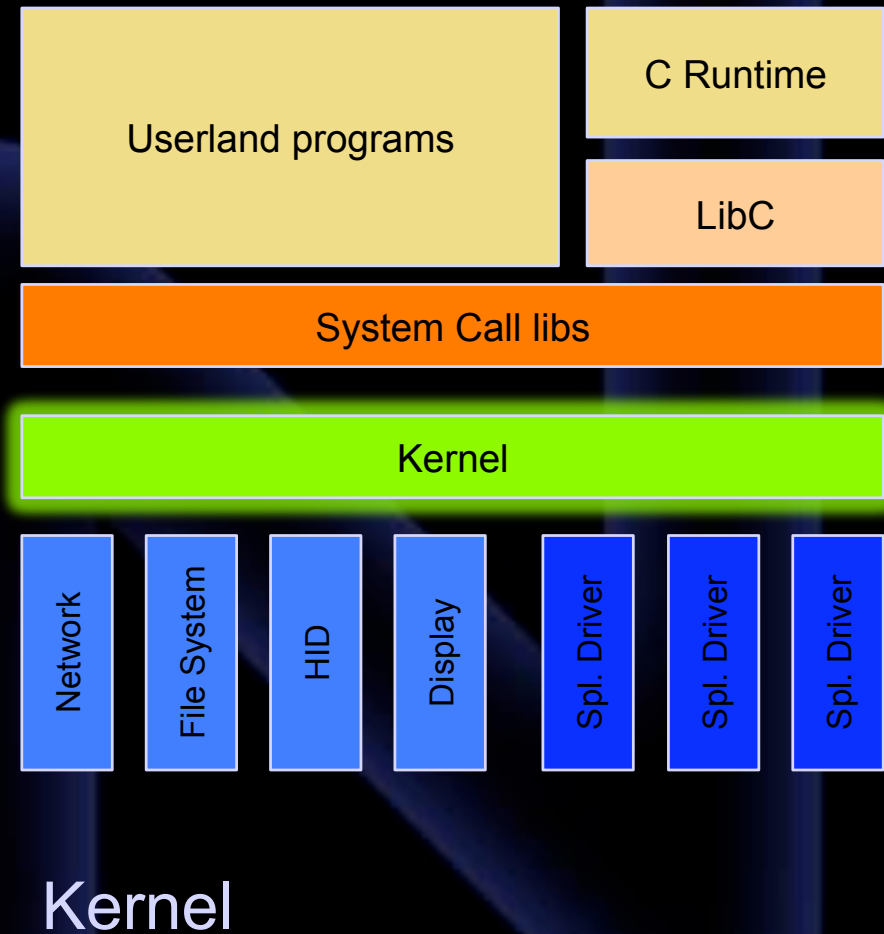 Userland programs
C Runtime
LibC
System Call libs
Kernel
Network
File System
HID
Display
Spl. Driver
Spl. Driver
Spl. Driver
Kernel